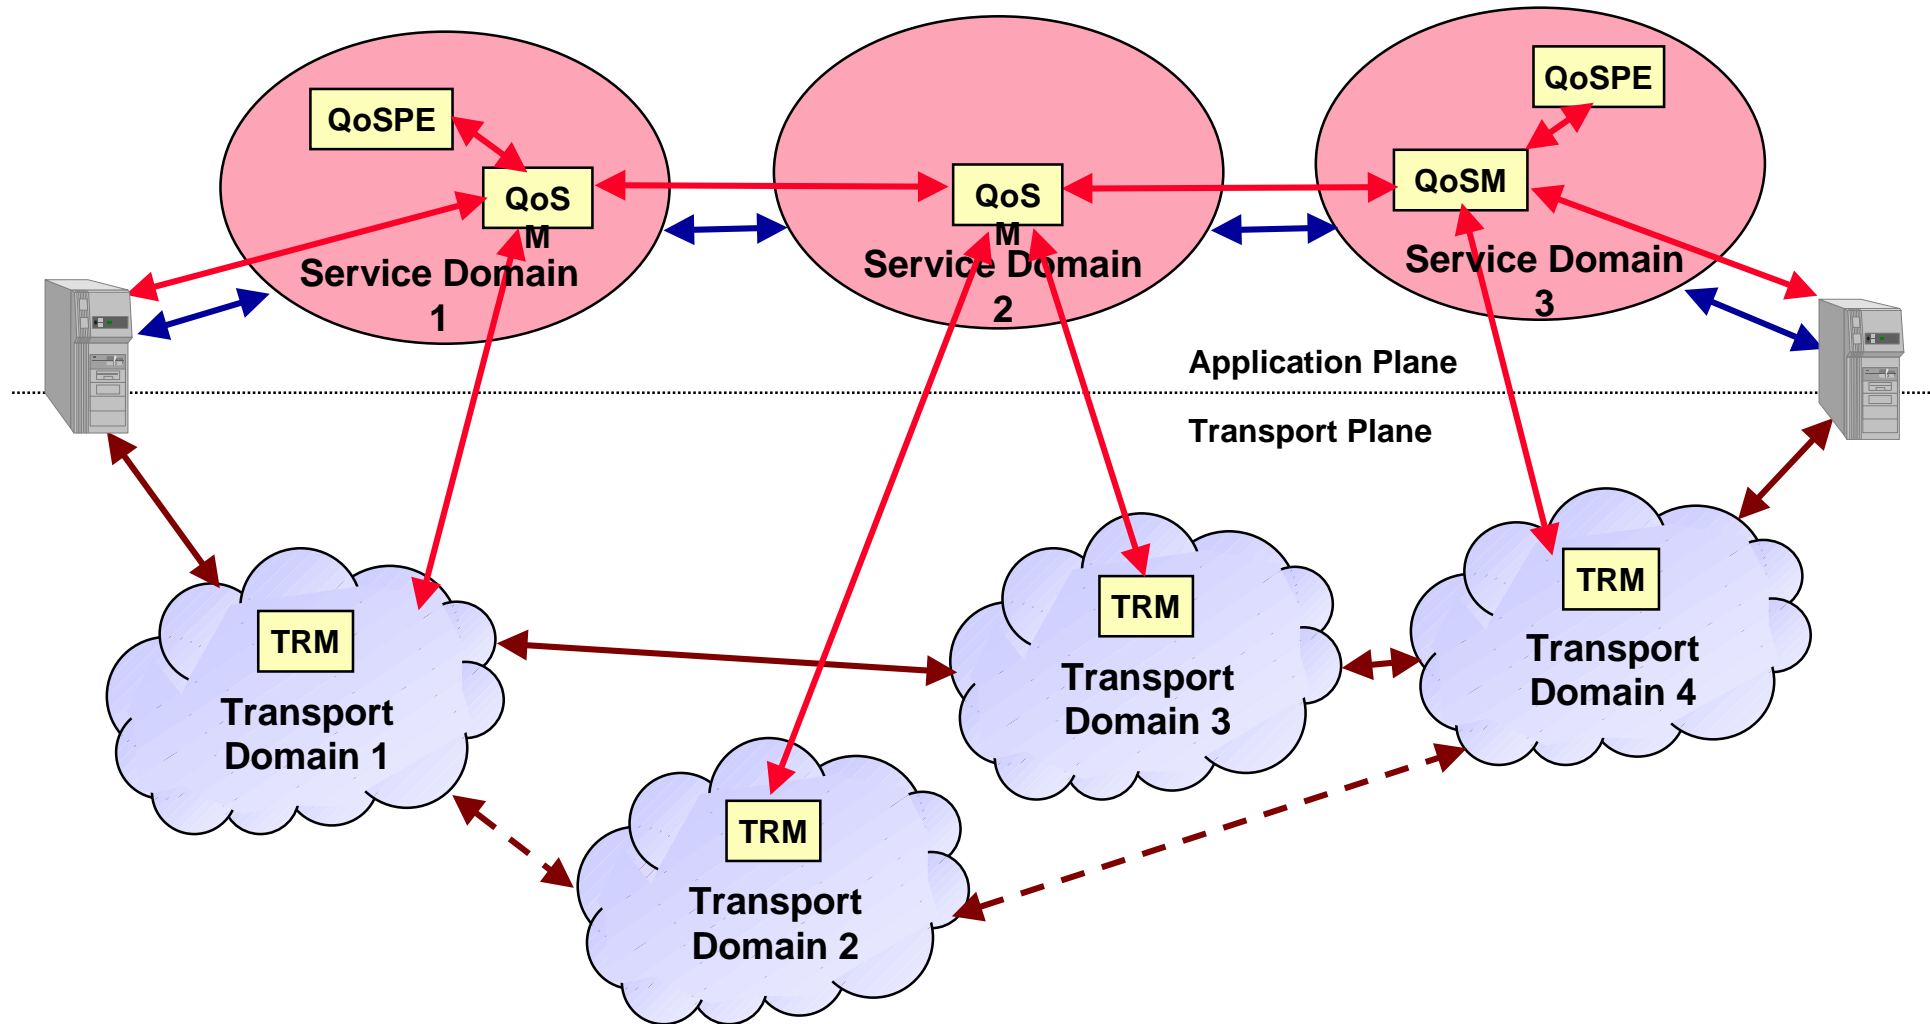 QoSPE
QoS
M
Service Domain
1
QoS
M
Service Domain
2
QoSPE
QoSM
Service Domain
3
Application Plane
Transport Plane
TRM
Transport
Domain 1
TRM
Transport
Domain 2
TRM
Transport
Domain 3
TRM
Transport
Domain 4